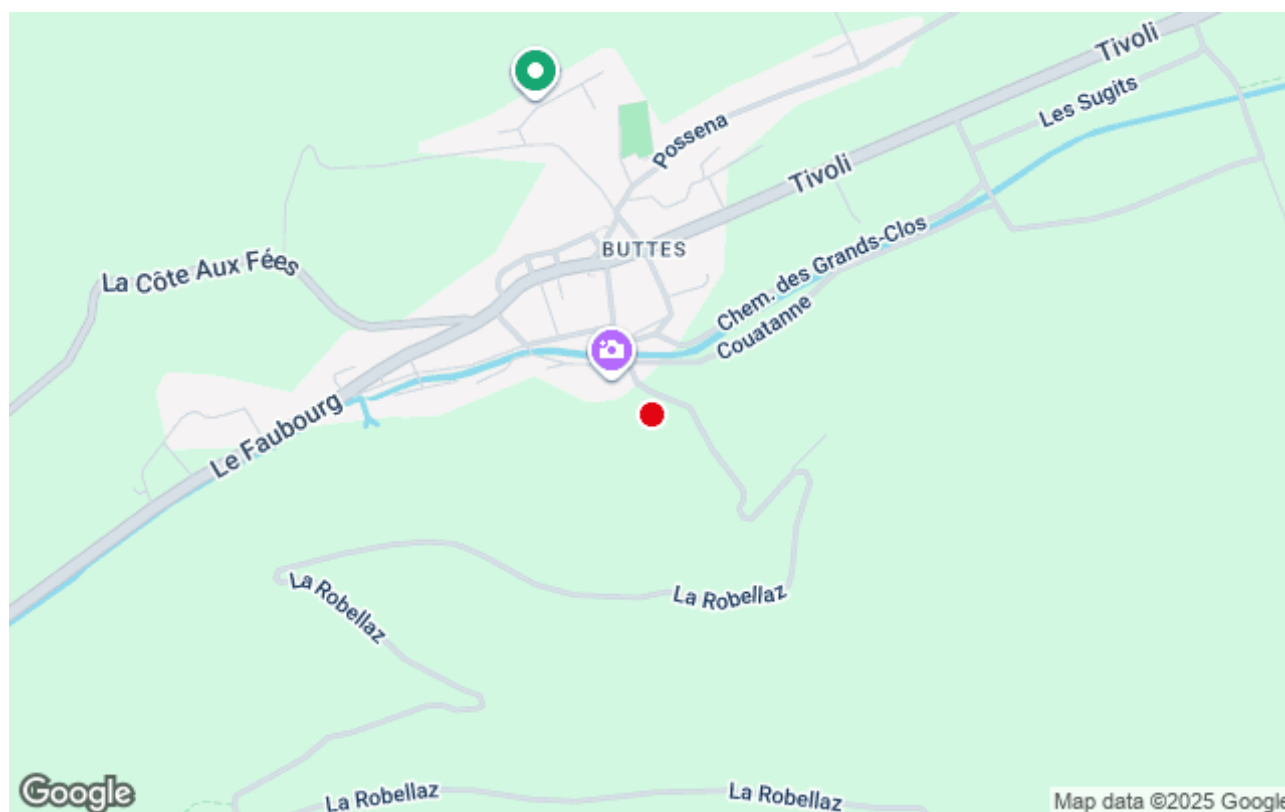 Tivoli
Les Sugits
Possena
Tivoli
BUTTES
Chem. des Grands-Clos
La Côte Aux Fées
Couatanne
Le Faubourg
La Robellaz
La Robellaz
La Robellaz
La Robellaz
Google
Map data ©2025 Google